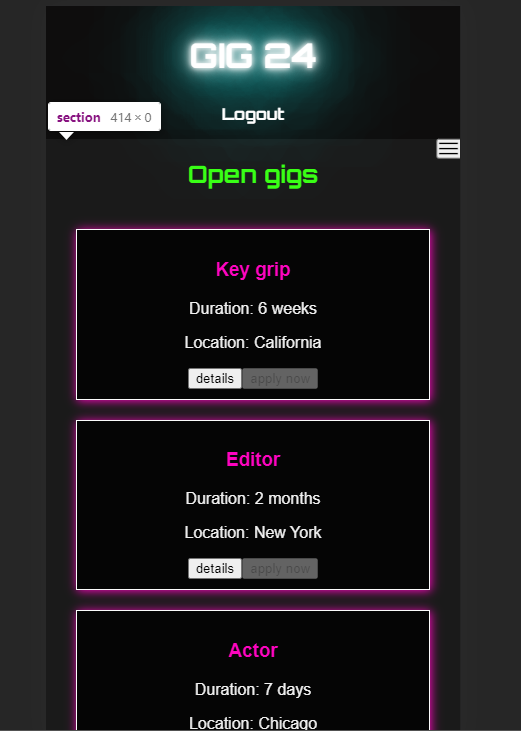 GIG 24
section 414 × 0
Logout
Open gigs
Key grip
Duration: 6 weeks
Location: California
details apply now
Editor
Duration: 2 months
Location: New York
details apply now
Actor
Duration: 7 days
Location: Chicago